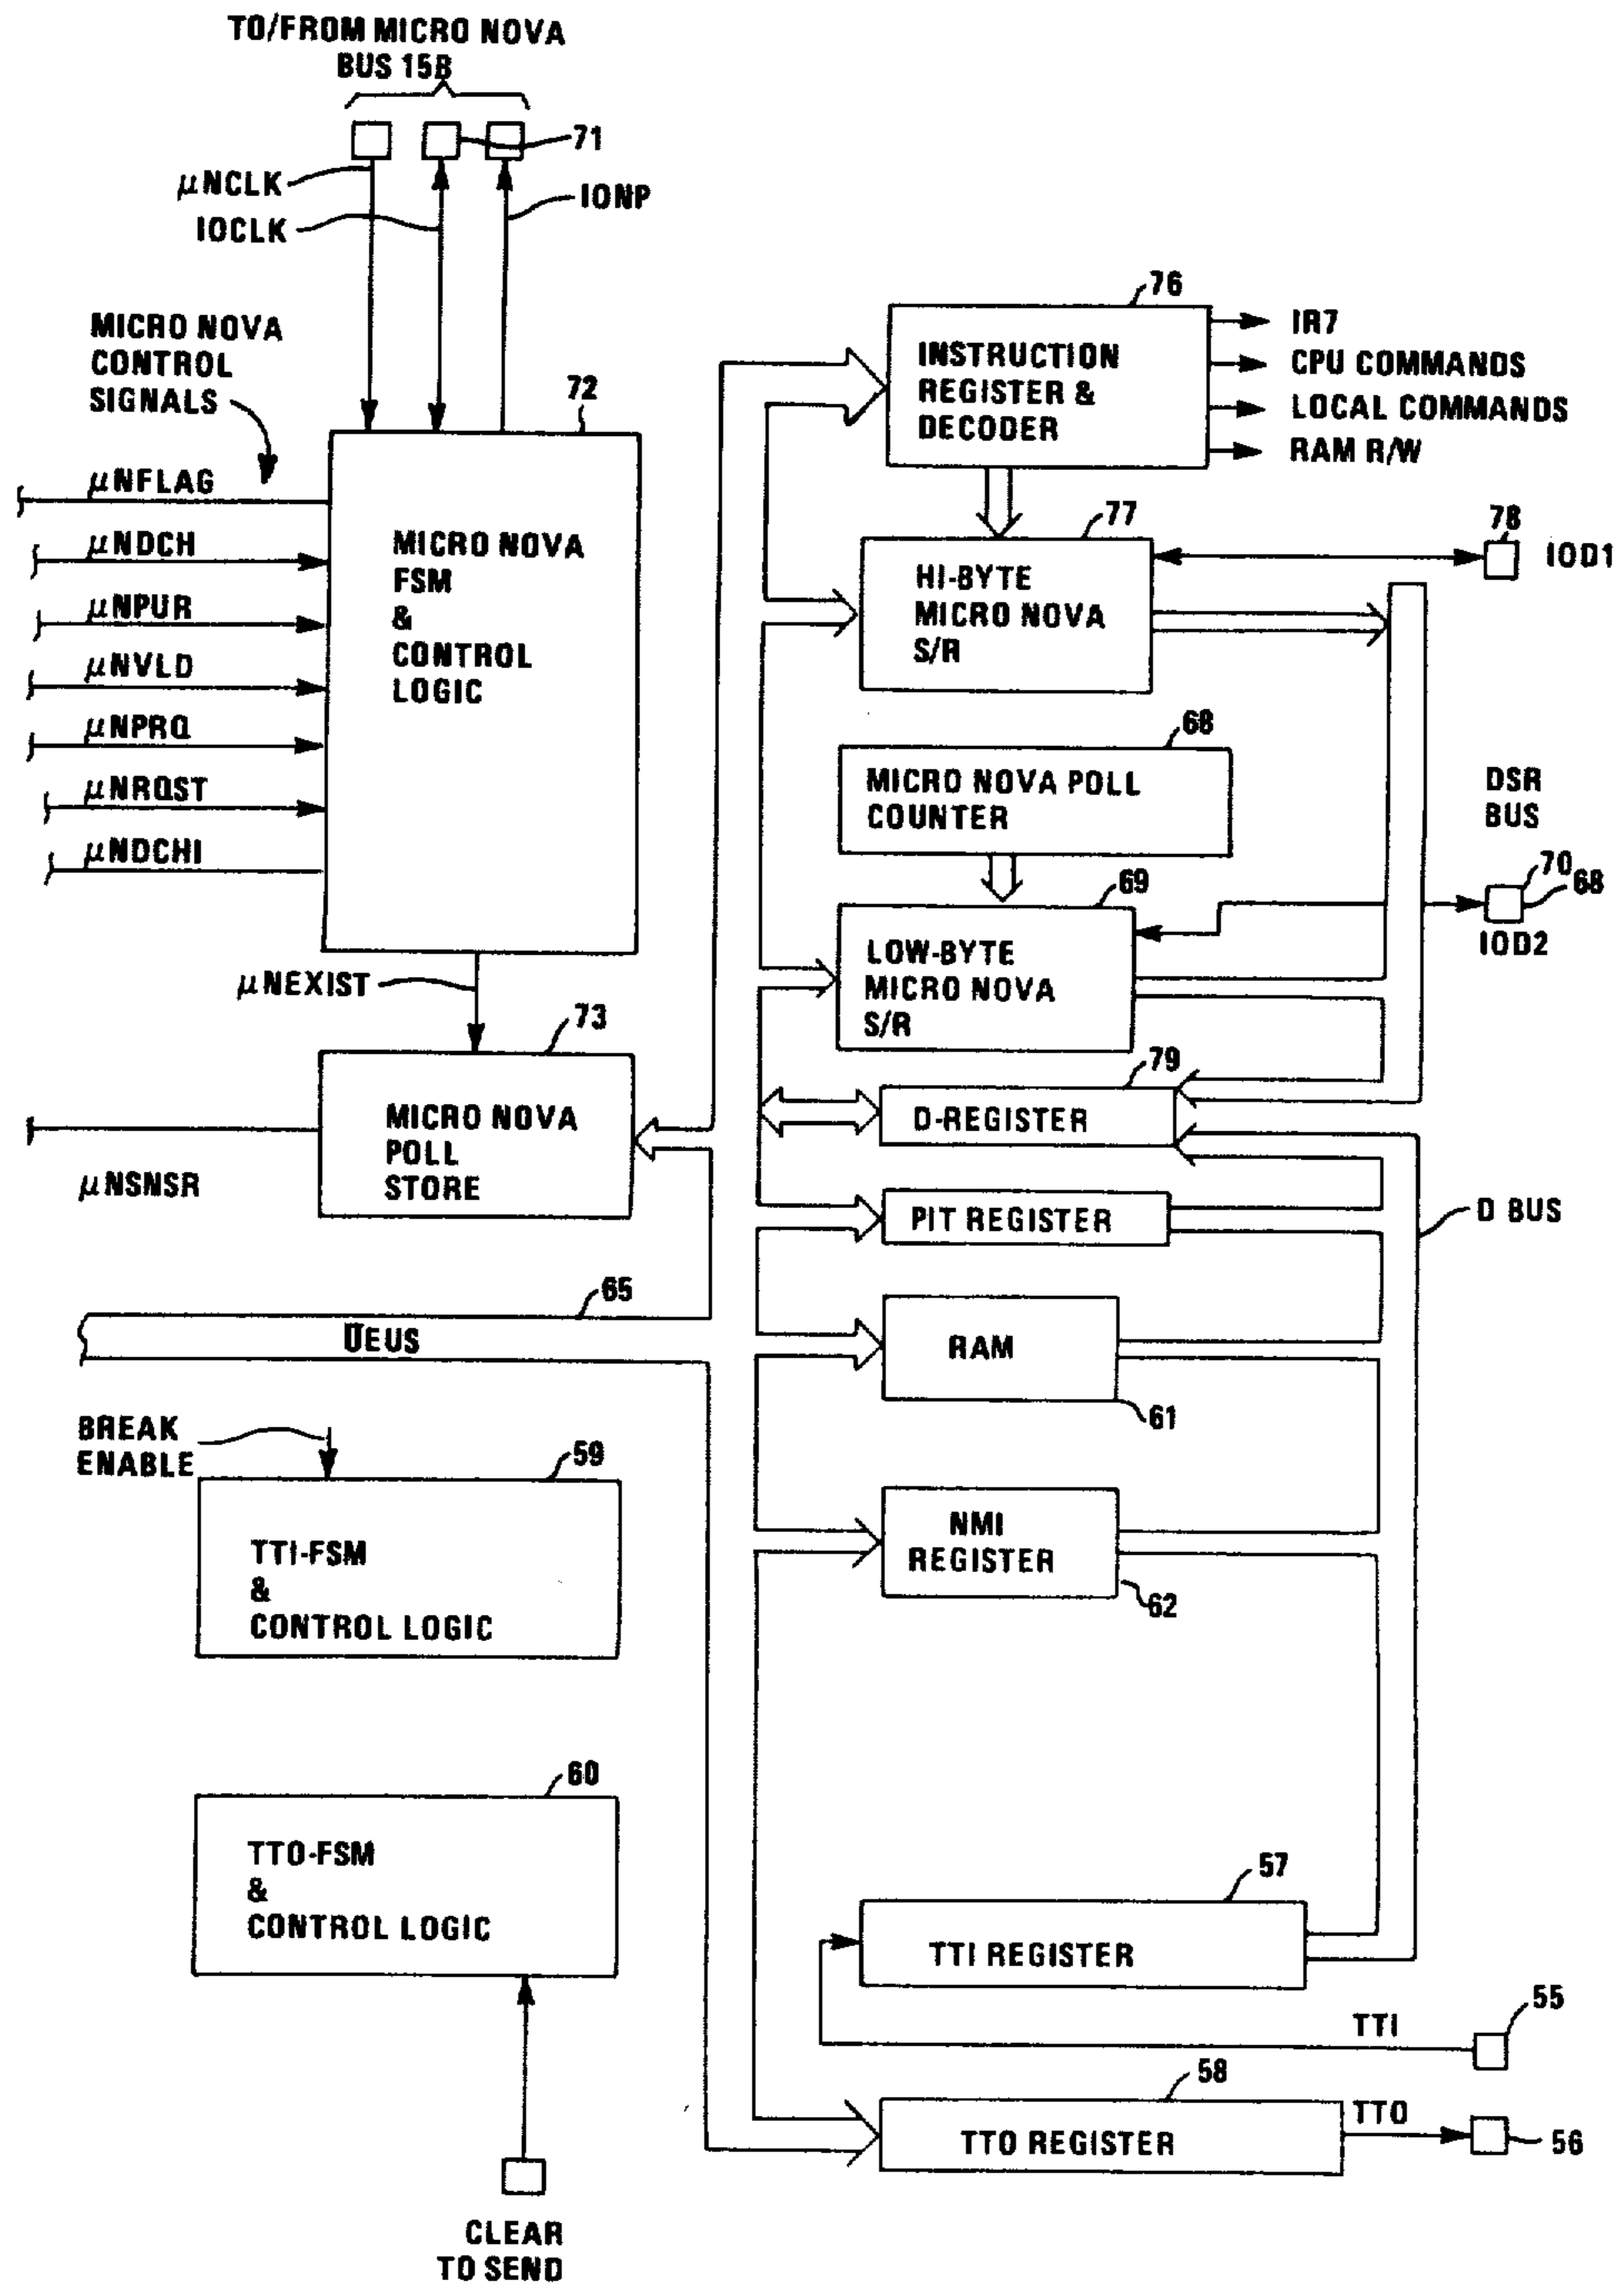 TO/FROM MICRO NOVA
BUS 15B
71
μNCLK
IOCLK
IONP
MICRO NOVA
CONTROL
SIGNALS
72
μNFLAG
μNDCH
μNPUR
μNVLD
μNPRQ
μNRQST
μNDCHI
MICRO NOVA
FSM
&
CONTROL
LOGIC
μNEXIST
73
MICRO NOVA
POLL
STORE
μNSNSR
65
UEUS
BREAK
ENABLE
59
TTI-FSM
&
CONTROL LOGIC
60
TTO-FSM
&
CONTROL LOGIC
CLEAR
TO SEND
76
INSTRUCTION
REGISTER &
DECODER
IR7
CPU COMMANDS
LOCAL COMMANDS
RAM R/W
77
HI-BYTE
MICRO NOVA
S/R
78
IOD1
68
MICRO NOVA POLL
COUNTER
DSR
BUS
69
LOW-BYTE
MICRO NOVA
S/R
70
68
IOD2
79
D-REGISTER
PIT REGISTER
D BUS
RAM
61
NMI
REGISTER
62
57
TTI REGISTER
TTI
55
58
TTO REGISTER
TTO
56